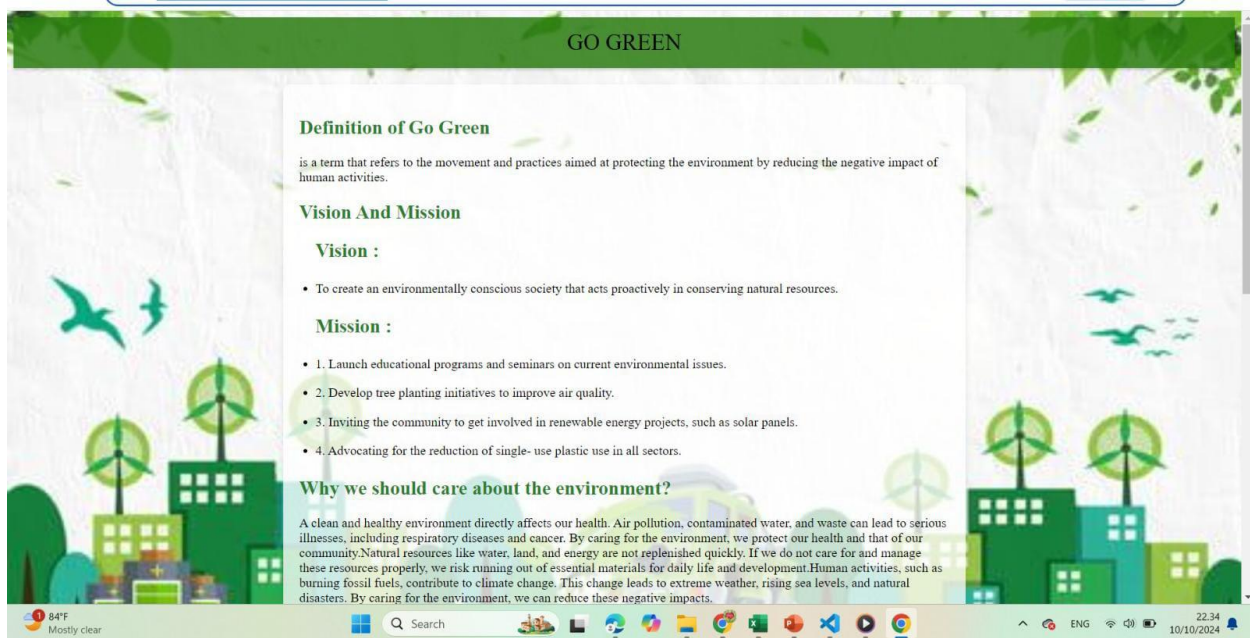 GO GREEN
Definition of Go Green
is a term that refers to the movement and practices aimed at protecting the environment by reducing the negative impact of
human activities.
Vision And Mission
Vision :
• To create an environmentally conscious society that acts proactively in conserving natural resources.
Mission :
• 1. Launch educational programs and seminars on current environmental issues.
• 2. Develop tree planting initiatives to improve air quality.
• 3. Inviting the community to get involved in renewable energy projects, such as solar panels.
• 4. Advocating for the reduction of single- use plastic use in all sectors.
Why we should care about the environment?
A clean and healthy environment directly affects our health. Air pollution, contaminated water, and waste can lead to serious
illnesses, including respiratory diseases and cancer. By caring for the environment, we protect our health and that of our
community.Natural resources like water, land, and energy are not replenished quickly. If we do not care for and manage
these resources properly, we risk running out of essential materials for daily life and development.Human activities, such as
burning fossil fuels, contribute to climate change. This change leads to extreme weather, rising sea levels, and natural
disasters. By caring for the environment, we can reduce these negative impacts.
1
84°F
Mostly clear
Search
ENG
22.34
10/10/2024